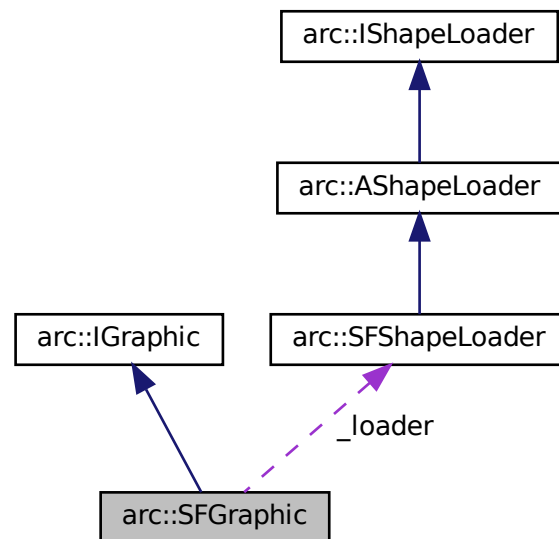 arc::IShapeLoader
arc::AShapeLoader
arc::IGraphic
arc::SFShapeLoader
_loader
arc::SFGraphic